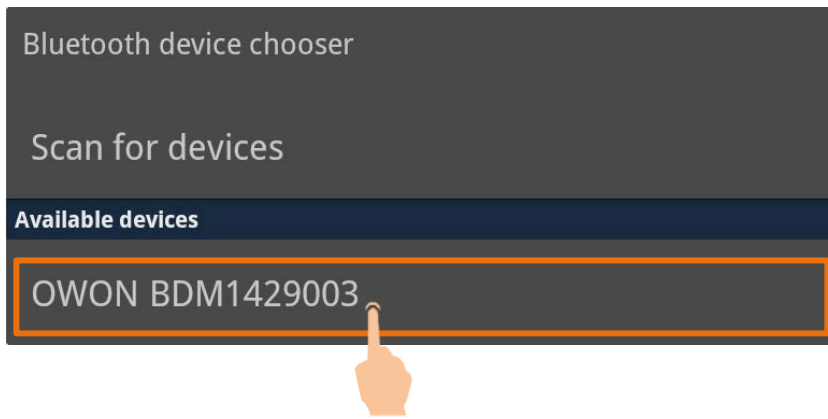 Bluetooth device chooser
Scan for devices
Available devices
OWON BDM1429003